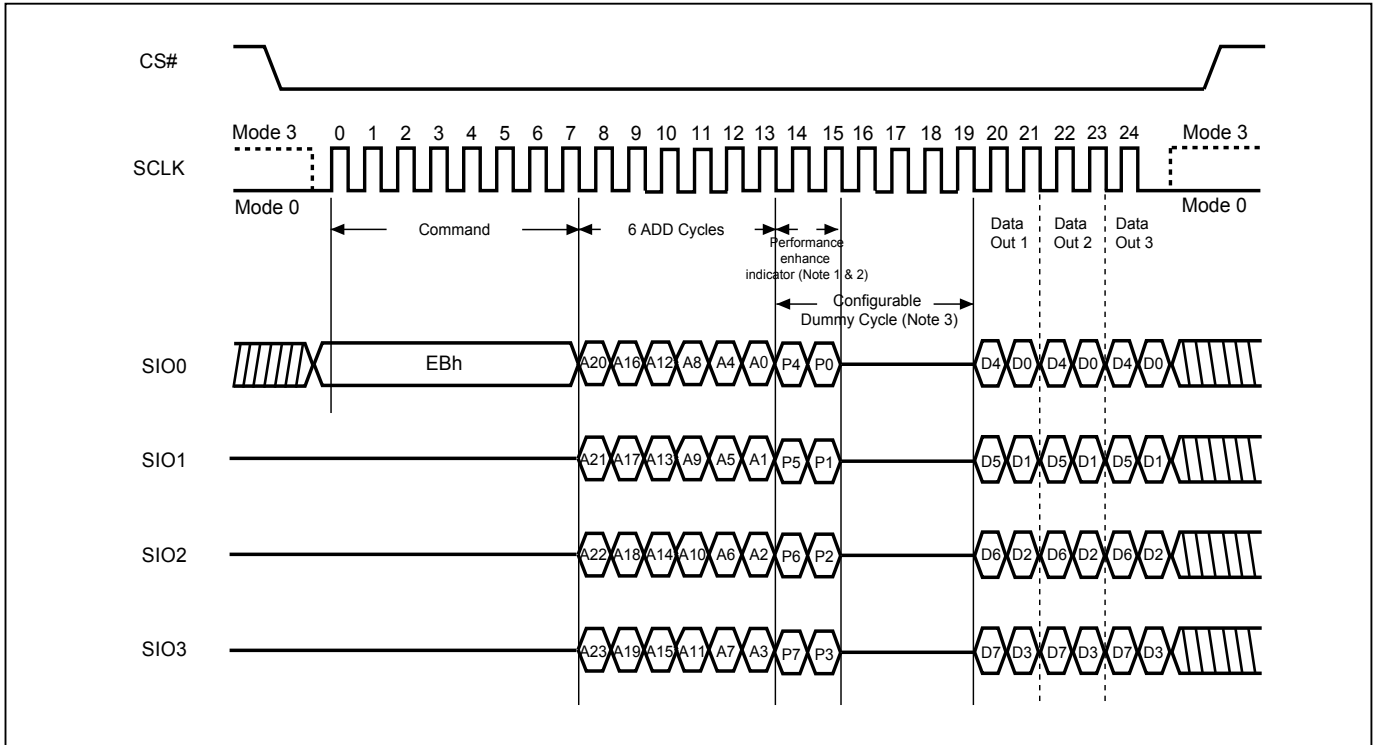 CS#
Mode 3 0 1 2 3 4 5 6 7 8 9 10 11 12 13 14 15 16 17 18 19 20 21 22 23 24 Mode 3
SCLK
Mode 0 Mode 0
Command 6 ADD Cycles Data Data Data
Out 1 Out 2 Out 3
Performance
enhance
indicator (Note 1 & 2)
Configurable
Dummy Cycle (Note 3)
SIO0 EBh A20 A16 A12 A8 A4 A0 P4 P0 D4 D0 D4 D0 D4 D0
SIO1 A21 A17 A13 A9 A5 A1 P5 P1 D5 D1 D5 D1 D5 D1
SIO2 A22 A18 A14 A10 A6 A2 P6 P2 D6 D2 D6 D2 D6 D2
SIO3 A23 A19 A15 A11 A7 A3 P7 P3 D7 D3 D7 D3 D7 D3